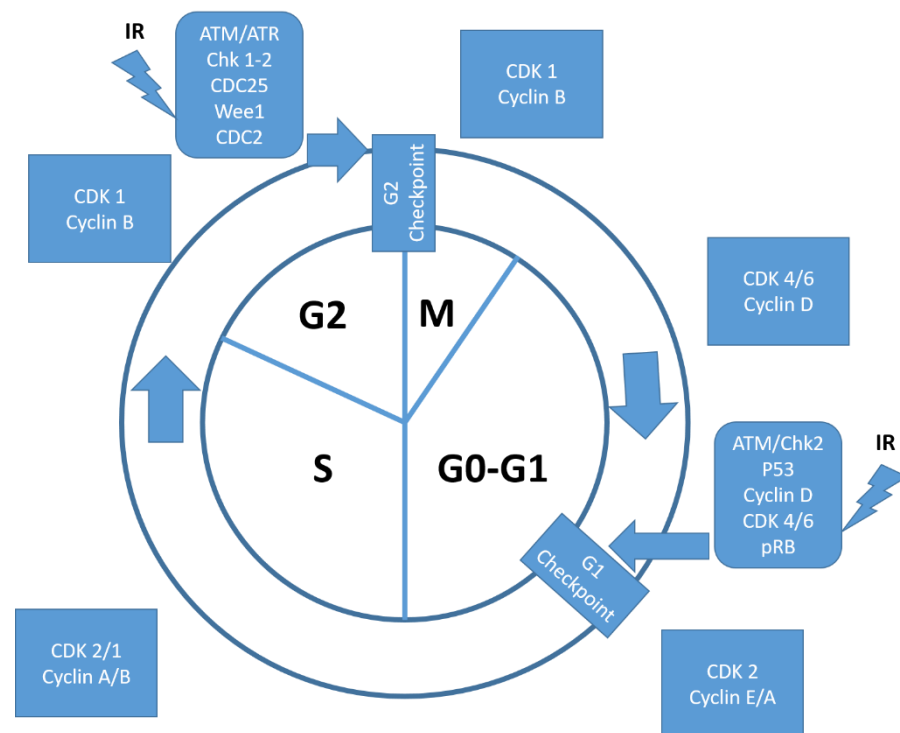 IR
ATM/ATR
Chk 1-2
CDC25
Wee1
CDC2
CDK 1
Cyclin B
CDK 1
Cyclin B
G2
Checkpoint
CDK 4/6
Cyclin D
G2
M
S
G0-G1
ATM/Chk2
P53
Cyclin D
CDK 4/6
pRB
IR
G1
Checkpoint
CDK 2/1
Cyclin A/B
CDK 2
Cyclin E/A